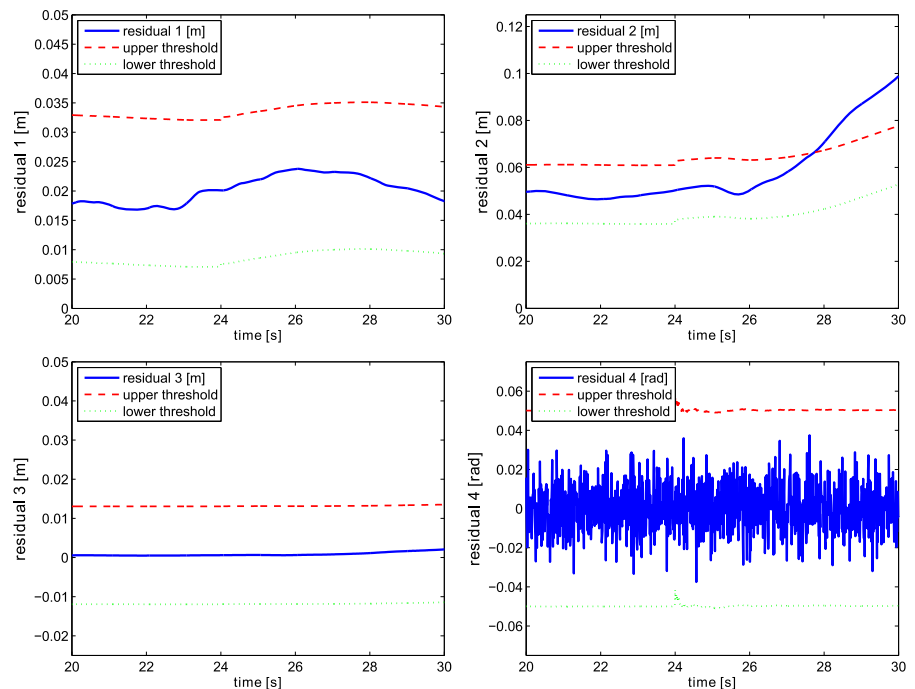 0.05
0.045
0.04
0.035
0.03
0.025
0.02
0.015
0.01
0.005
0
residual 1 [m]
residual 1 [m]
upper threshold
lower threshold
20 22 24 26 28 30
time [s]
0.12
0.1
0.08
0.06
0.04
0.02
0
residual 2 [m]
residual 2 [m]
upper threshold
lower threshold
20 22 24 26 28 30
time [s]
0.05
0.04
0.03
0.02
0.01
0
−0.01
−0.02
residual 3 [m]
residual 3 [m]
upper threshold
lower threshold
20 22 24 26 28 30
time [s]
0.06
0.04
0.02
0
−0.02
−0.04
−0.06
residual 4 [rad]
residual 4 [rad]
upper threshold
lower threshold
20 22 24 26 28 30
time [s]